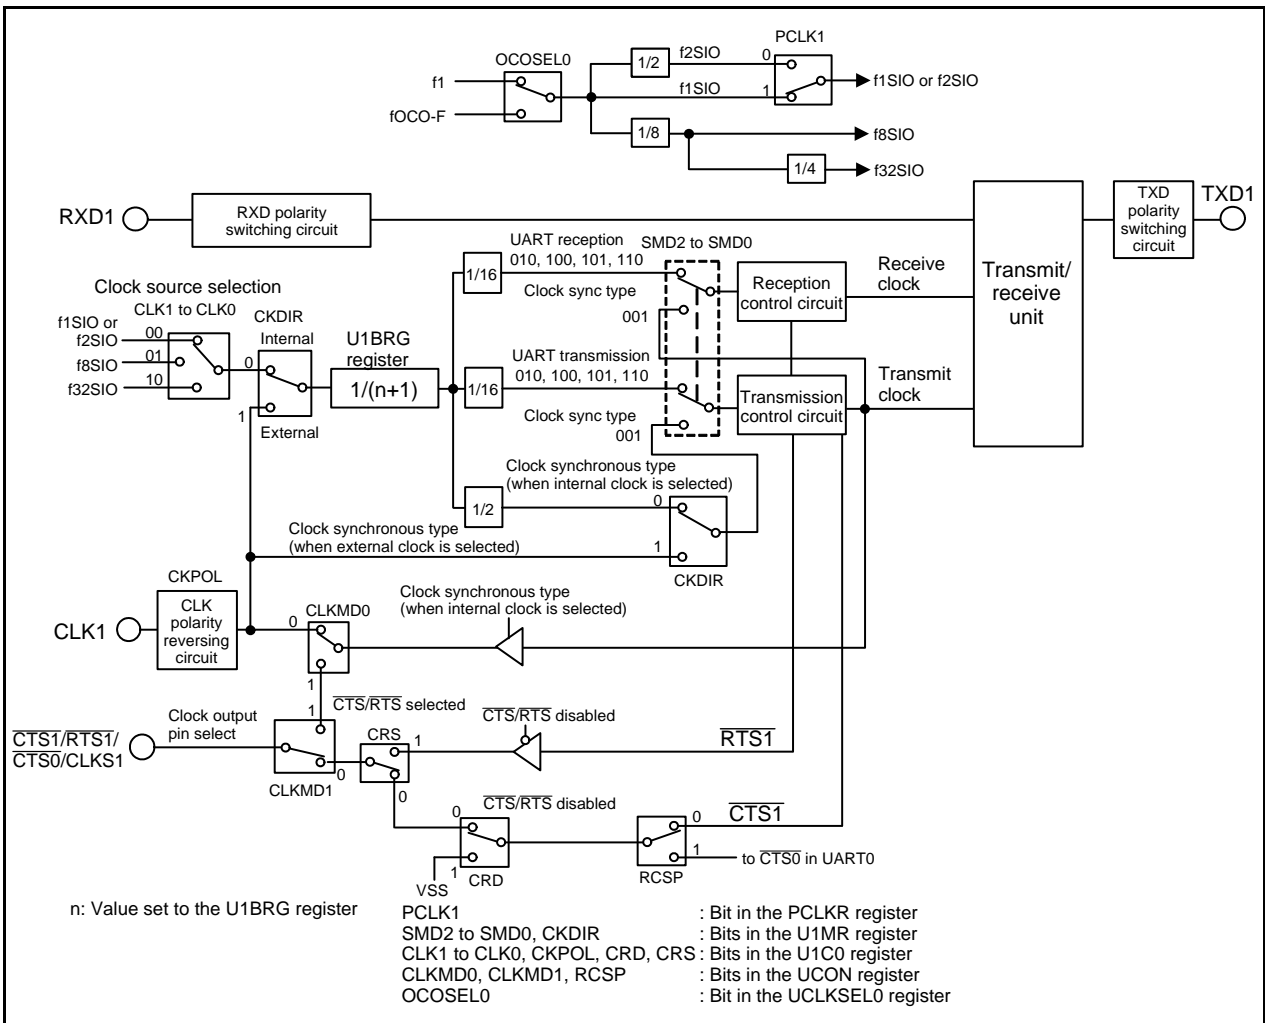 PCLK1
OCOSEL0
0
f2SIO
1/2
f1
f1SIO
1
f1SIO or f2SIO
fOCO-F
1/8
f8SIO
1/4
f32SIO
RXD1
RXD polarity
switching circuit
TXD
polarity
switching
circuit
TXD1
UART reception
010, 100, 101, 110
SMD2 to SMD0
1/16
Clock sync type
001
Reception
control circuit
Receive
clock
Transmit/
receive
unit
Clock source selection
CLK1 to CLK0
f1SIO or
f2SIO
00
f8SIO
01
f32SIO
10
CKDIR
Internal
0
1
External
U1BRG
register
1/(n+1)
UART transmission
010, 100, 101, 110
1/16
Clock sync type
001
Transmission
control circuit
Transmit
clock
Clock synchronous type
(when internal clock is selected)
0
1/2
Clock synchronous type
(when external clock is selected)
1
CKDIR
CKPOL
CLK1
CLK
polarity
reversing
circuit
0
CLKMD0
Clock synchronous type
(when internal clock is selected)
1
1
CTS/RTS selected
CTS1/RTS1/
CTS0/CLKS1
Clock output
pin select
CLKMD1
0
CRS
1
0
CTS/RTS disabled
RTS1
CTS/RTS disabled
0
1
VSS
CRD
0
CTS1
1
to CTS0 in UART0
RCSP
n: Value set to the U1BRG register
PCLK1 : Bit in the PCLKR register
SMD2 to SMD0, CKDIR : Bits in the U1MR register
CLK1 to CLK0, CKPOL, CRD, CRS : Bits in the U1C0 register
CLKMD0, CLKMD1, RCSP : Bits in the UCON register
OCOSEL0 : Bit in the UCLKSEL0 register